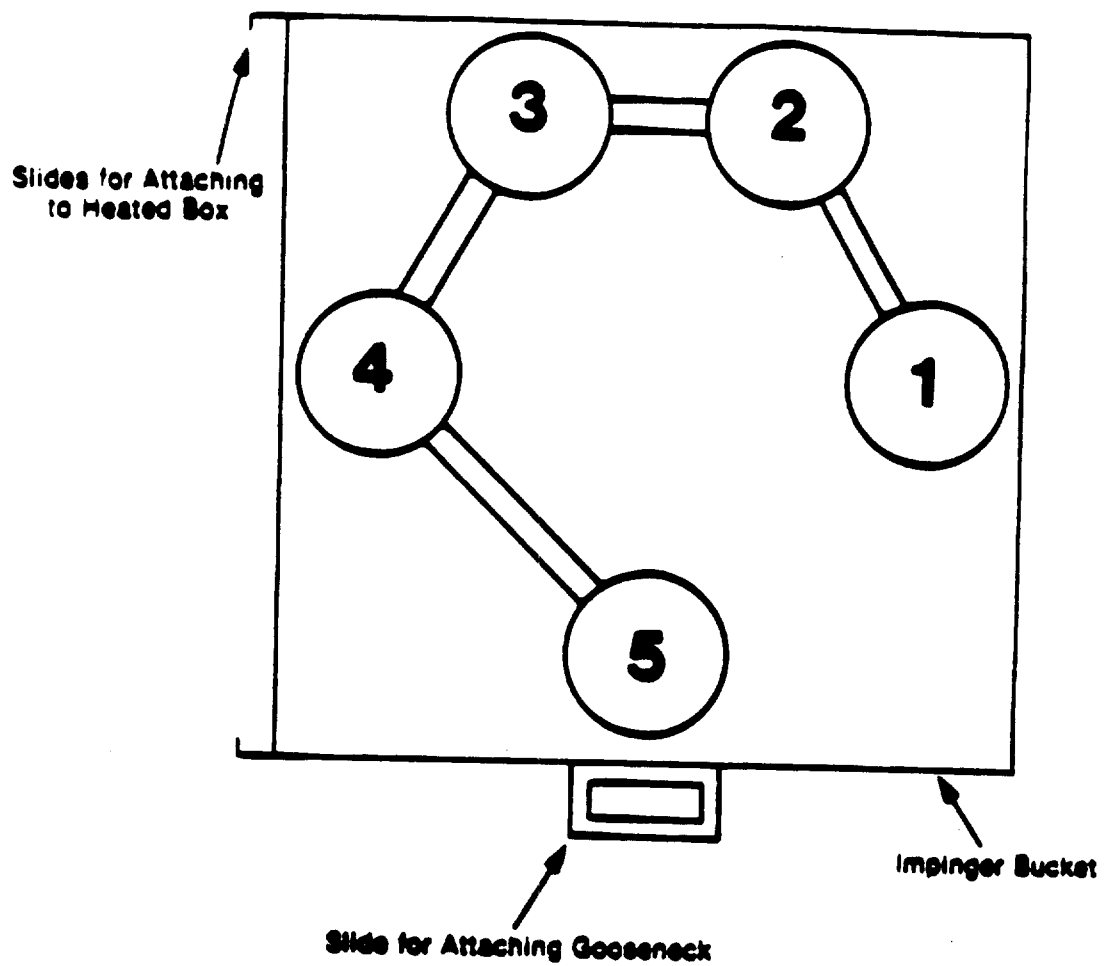 3
2
Slides for Attaching
to Heated Box
4
1
5
Impinger Bucket
Slide for Attaching Gooseneck